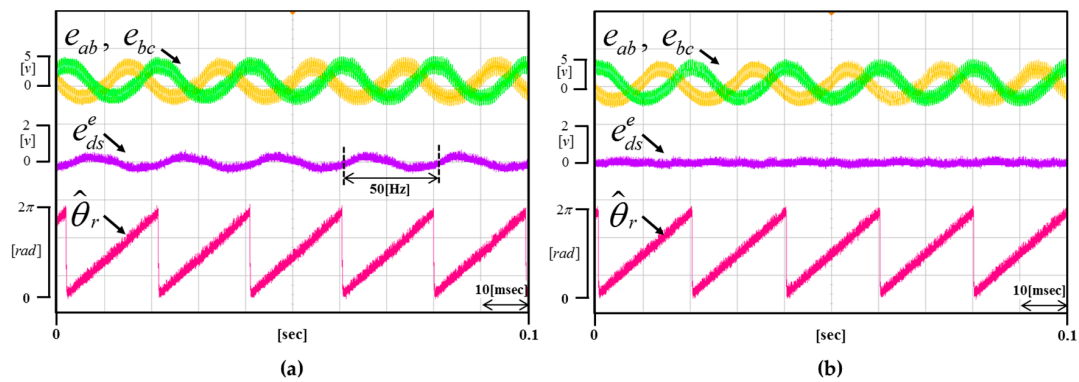 e_ab , e_bc
5
[v]
0
2
[v]
0
e^e_ds
50[Hz]
2π
θ̂_r
[rad]
10[msec]
0
0
[sec]
0.1
(a)
e_ab , e_bc
5
[v]
0
2
[v]
0
e^e_ds
2π
θ̂_r
[rad]
10[msec]
0
0
[sec]
0.1
(b)